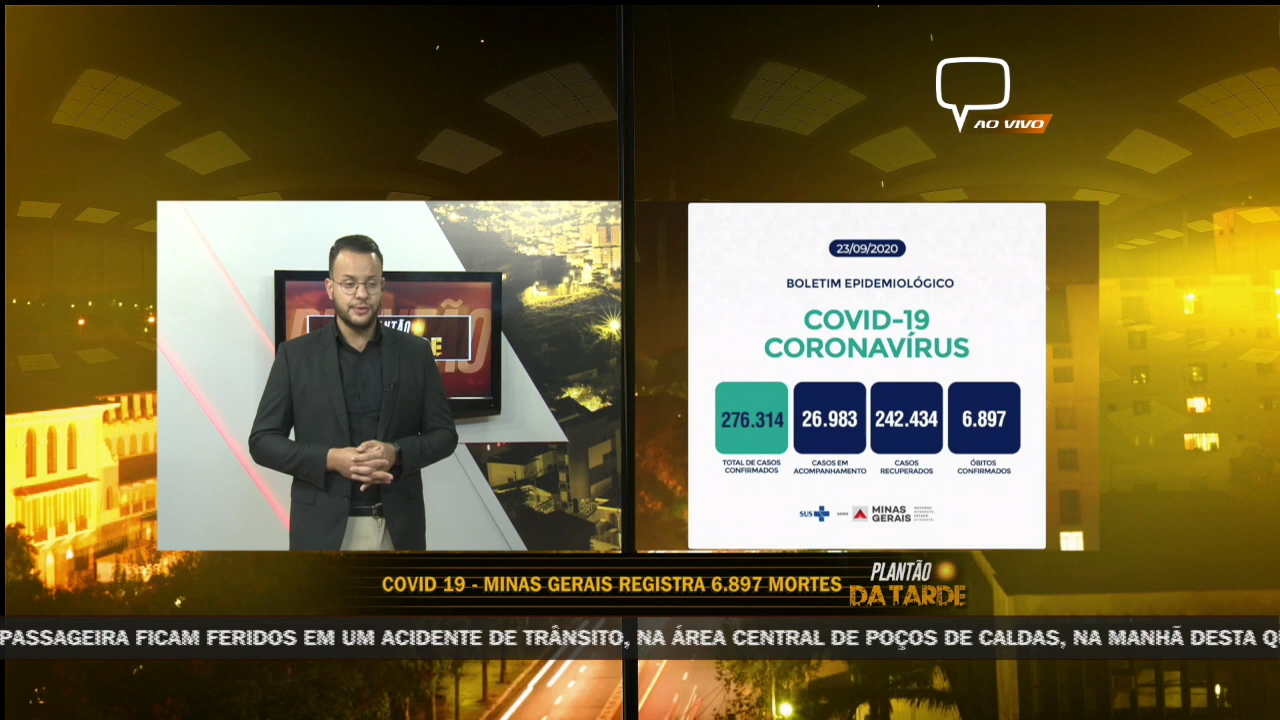 AO VIVO
23/09/2020
BOLETIM EPIDEMIOLÓGICO
COVID-19
CORONAVÍRUS
276.314 26.983 242.434 6.897
TOTAL DE CASOS CONFIRMADOS
CASOS EM ACOMPANHAMENTO
CASOS RECUPERADOS
ÓBITOS CONFIRMADOS
SUS
MINAS
GERAIS
COVID 19 - MINAS GERAIS REGISTRA 6.897 MORTES
PLANTÃO
DA TARDE
PASSAGEIRA FICAM FERIDOS EM UM ACIDENTE DE TRÂNSITO, NA ÁREA CENTRAL DE POÇOS DE CALDAS, NA MANHÃ DESTA QU